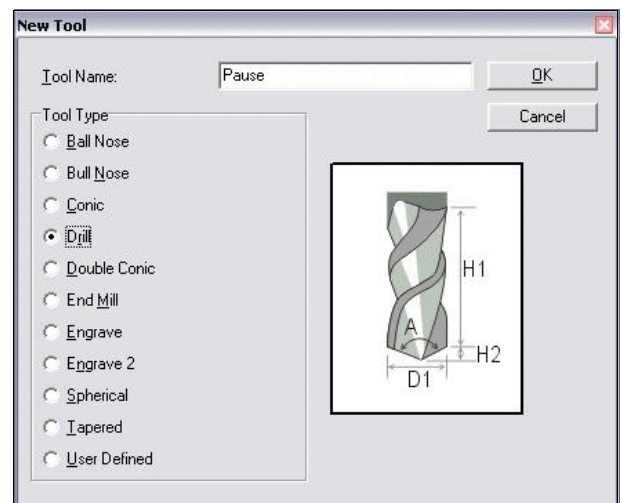 New Tool
Tool Name:
Pause
OK
Cancel
Tool Type
Ball Nose
Bull Nose
Conic
Drill
Double Conic
End Mill
Engrave
Engrave 2
Spherical
Tapered
User Defined
H1
A
H2
D1